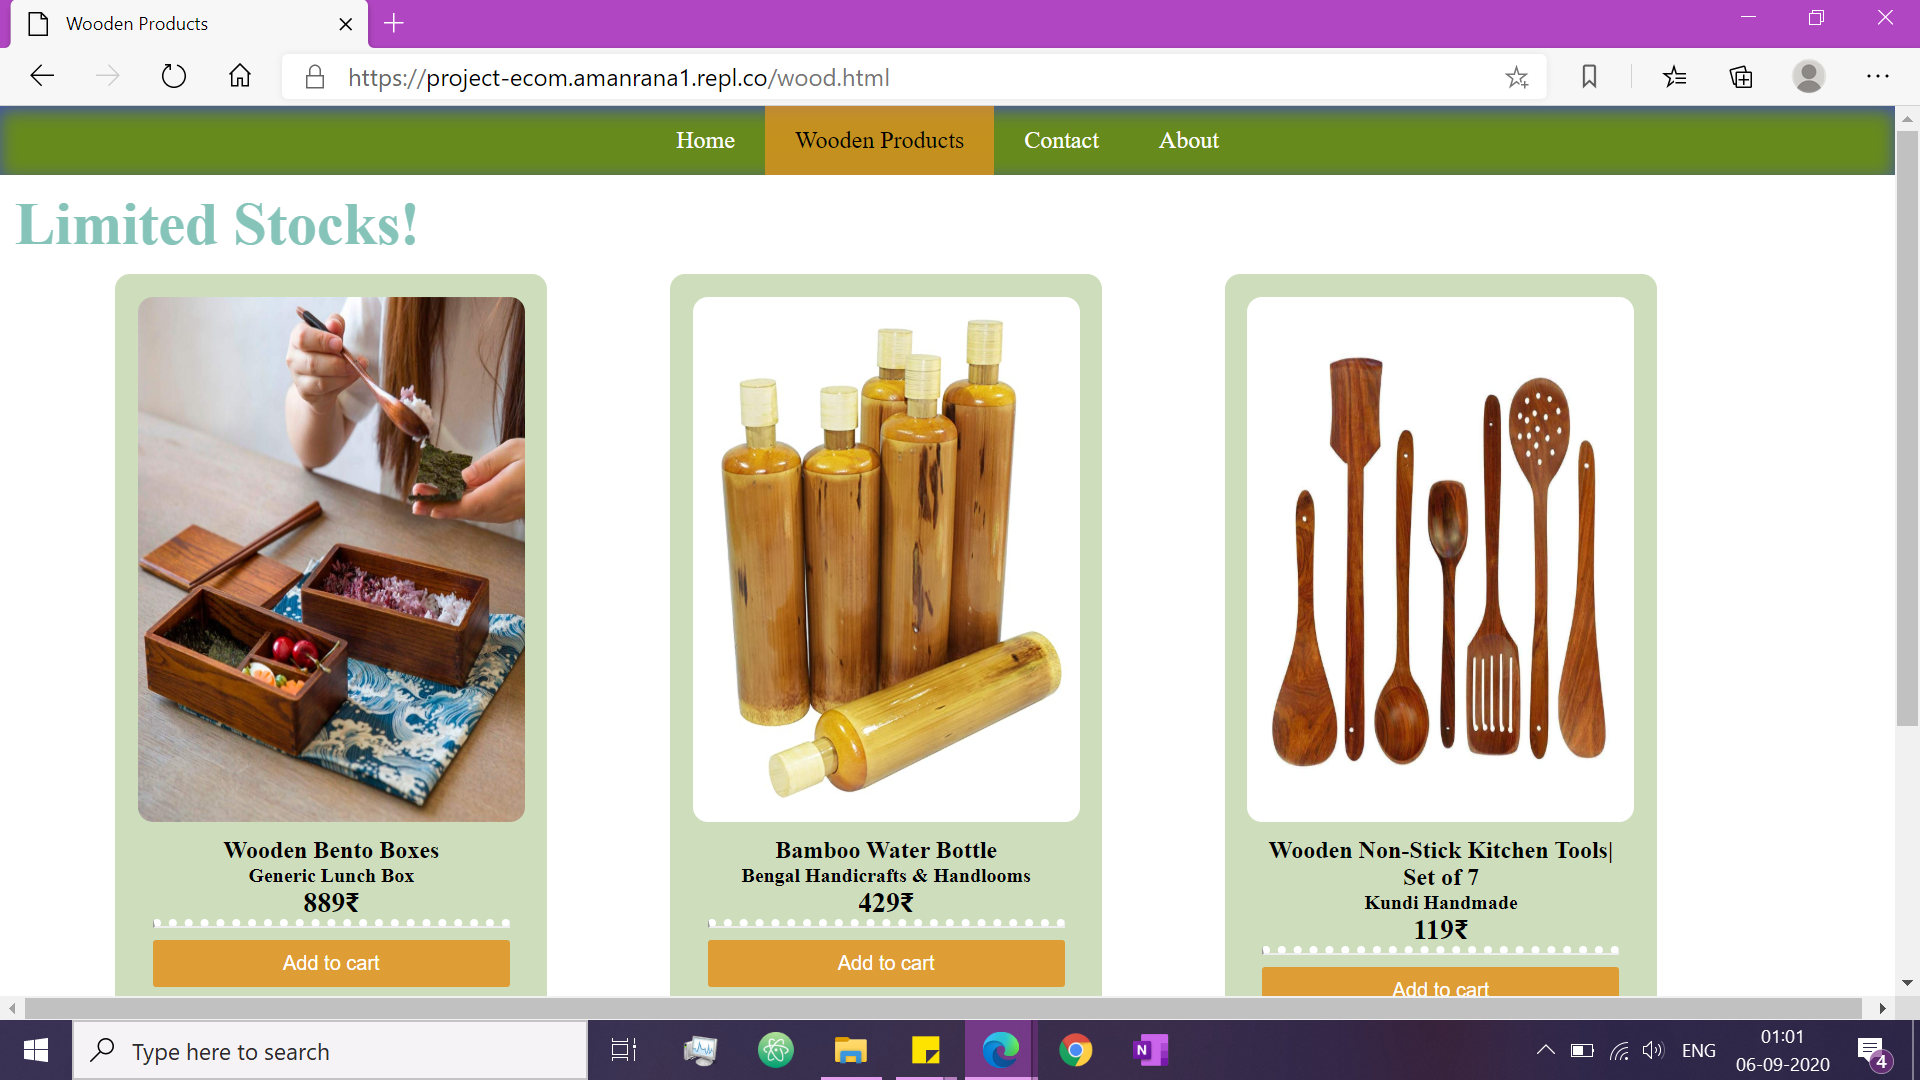 Wooden Products
https://project-ecom.amanrana1.repl.co/wood.html
Home Wooden Products Contact About
Limited Stocks!
Wooden Bento Boxes
Generic Lunch Box
889₹
Add to cart
Bamboo Water Bottle
Bengal Handicrafts & Handlooms
429₹
Add to cart
Wooden Non-Stick Kitchen Tools|
Set of 7
Kundi Handmade
119₹
Add to cart
Type here to search
N
ENG
01:01
06-09-2020
4